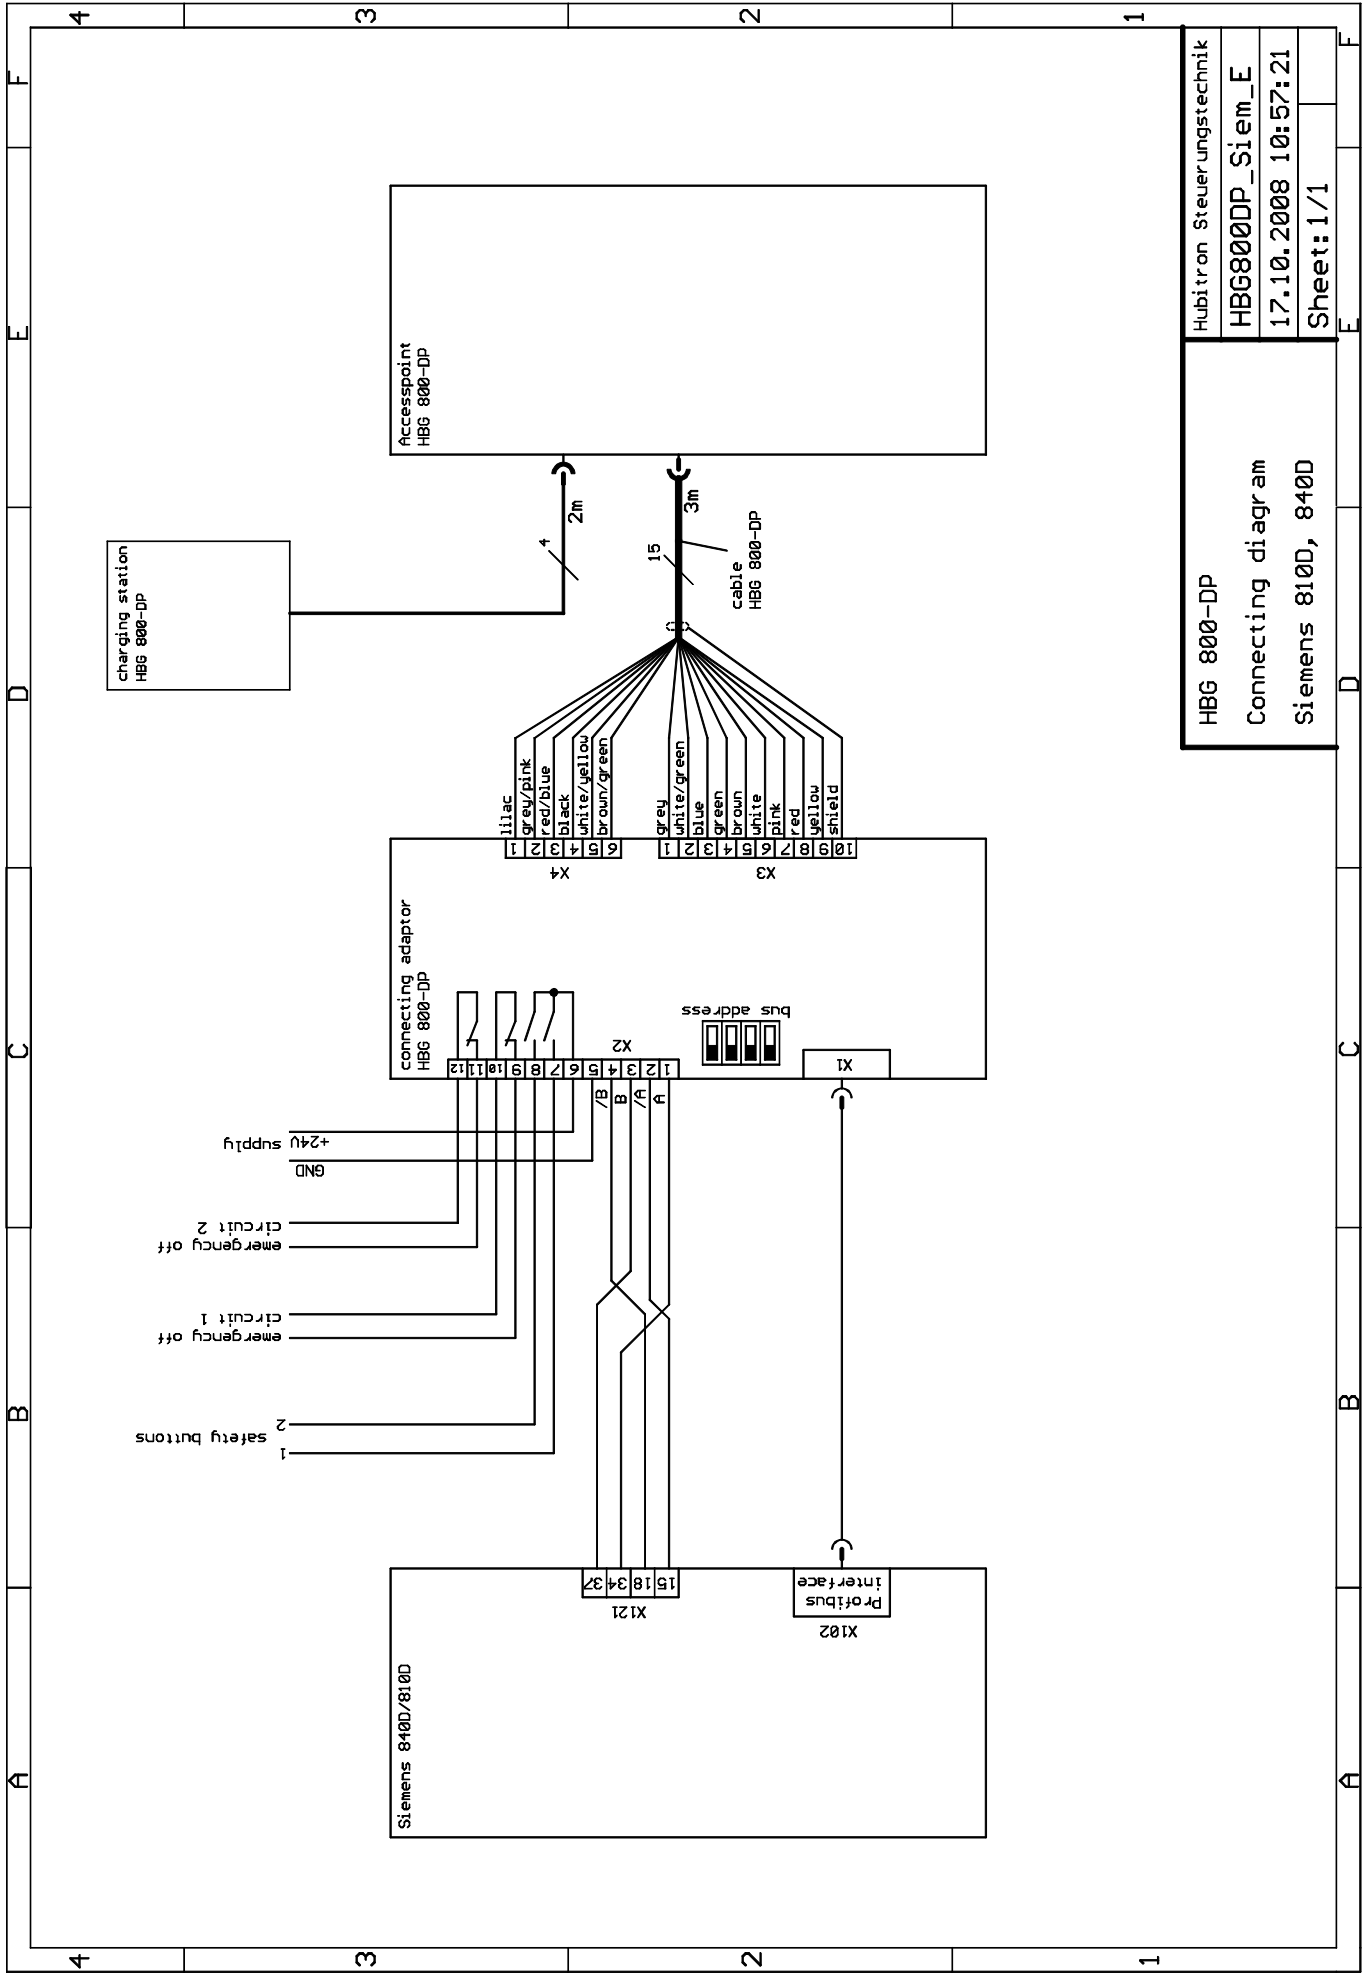 4
3
2
1
F
E
D
C
B
A
charging station
HBG 800-DP
Accesspoint
HBG 800-DP
4
2m
15
3m
cable
HBG 800-DP
lilac
grey/pink
red/blue
black
white/yellow
brown/green
1
2
3
4
5
6
X4
grey
white/green
blue
green
brown
white
pink
red
yellow
shield
1
2
3
4
5
6
7
8
9
10
X3
connecting adaptor
HBG 800-DP
12
11
10
9
8
7
6
5
4
3
2
1
X2
bus address
X1
/B
B
/A
A
supply +24V
GND
circuit 2
emergency off
circuit 1
emergency off
safety buttons
2
1
Siemens 840D/810D
37
34
18
15
X121
Profibus
interface
X102
HBG 800-DP
Connecting diagram
Siemens 810D, 840D
Hubitron Steuerungstechnik
HBG800DP_Siem_E
17.10.2008 10:57:21
Sheet:1/1
F
E
D
C
B
A
4
3
2
1